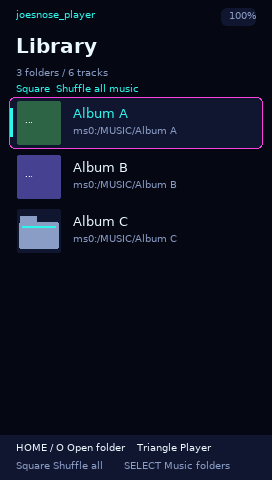 joesnose_player
100%
Library
3 folders / 6 tracks
Square Shuffle all music
...
Album A
ms0:/MUSIC/Album A
...
Album B
ms0:/MUSIC/Album B
Album C
ms0:/MUSIC/Album C
HOME / O Open folder Triangle Player
Square Shuffle all SELECT Music folders